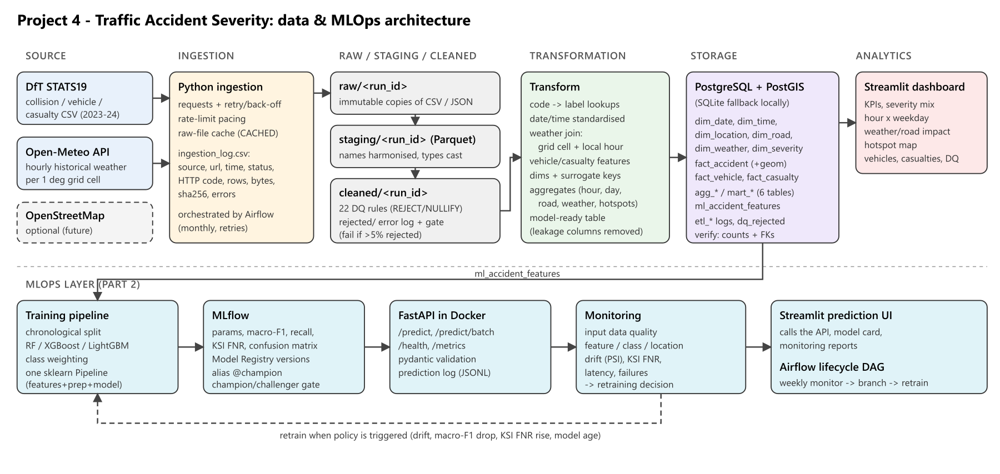 Project 4 - Traffic Accident Severity: data & MLOps architecture
SOURCE
INGESTION
RAW / STAGING / CLEANED
TRANSFORMATION
STORAGE
ANALYTICS
DfT STATS19
collision / vehicle /
casualty CSV (2023-24)
Open-Meteo API
hourly historical weather
per 1 deg grid cell
OpenStreetMap
optional (future)
Python ingestion
requests + retry/back-off
rate-limit pacing
raw-file cache (CACHED)
ingestion_log.csv:
source, url, time, status,
HTTP code, rows, bytes,
sha256, errors
orchestrated by Airflow
(monthly, retries)
raw/<run_id>
immutable copies of CSV / JSON
staging/<run_id> (Parquet)
names harmonised, types cast
cleaned/<run_id>
22 DQ rules (REJECT/NULLIFY)
rejected/ error log + gate
(fail if >5% rejected)
Transform
code -> label lookups
date/time standardised
weather join:
grid cell + local hour
vehicle/casualty features
dims + surrogate keys
aggregates (hour, day,
road, weather, hotspots)
model-ready table
(leakage columns removed)
PostgreSQL + PostGIS
(SQLite fallback locally)
dim_date, dim_time,
dim_location, dim_road,
dim_weather, dim_severity
fact_accident (+geom)
fact_vehicle, fact_casualty
agg_* / mart_* (6 tables)
ml_accident_features
etl_* logs, dq_rejected
verify: counts + FKs
Streamlit dashboard
KPIs, severity mix
hour x weekday
weather/road impact
hotspot map
vehicles, casualties, DQ
ml_accident_features
MLOPS LAYER (PART 2)
Training pipeline
chronological split
RF / XGBoost / LightGBM
class weighting
one sklearn Pipeline
(features+prep+model)
MLflow
params, macro-F1, recall,
KSI FNR, confusion matrix
Model Registry versions
alias @champion
champion/challenger gate
FastAPI in Docker
/predict, /predict/batch
/health, /metrics
pydantic validation
prediction log (JSONL)
Monitoring
input data quality
feature / class / location
drift (PSI), KSI FNR,
latency, failures
-> retraining decision
Streamlit prediction UI
calls the API, model card,
monitoring reports
Airflow lifecycle DAG
weekly monitor -> branch -> retrain
retrain when policy is triggered (drift, macro-F1 drop, KSI FNR rise, model age)